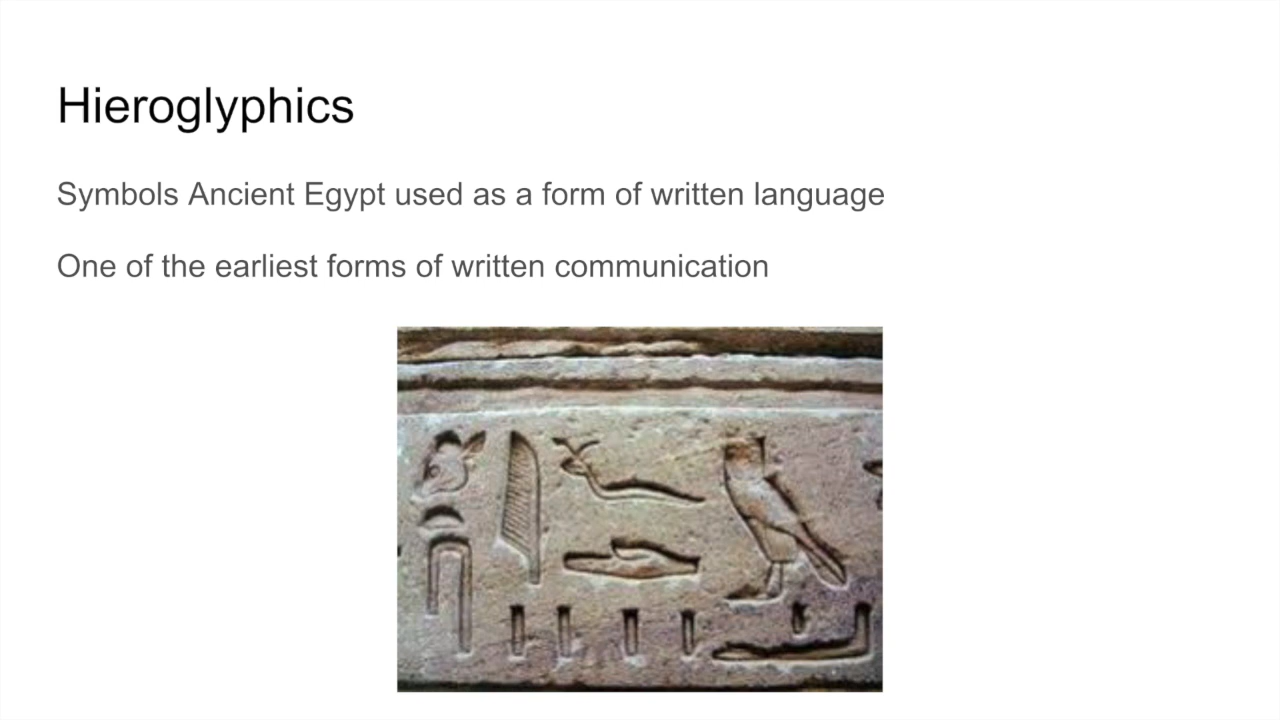 Hieroglyphics
Symbols Ancient Egypt used as a form of written language
One of the earliest forms of written communication